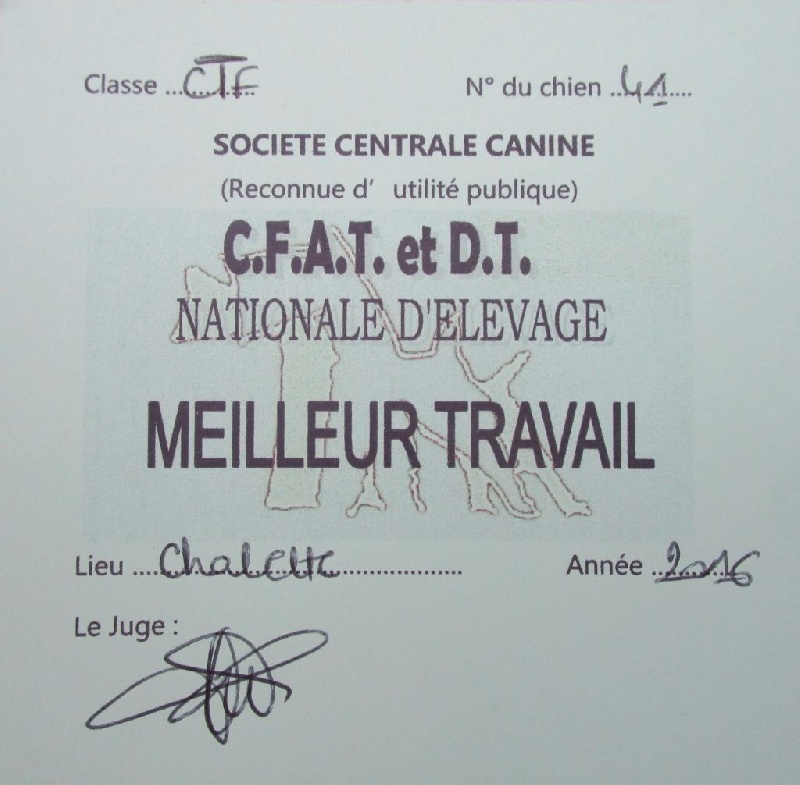 Classe ...CTF...
N° du chien ...41...
SOCIETE CENTRALE CANINE
(Reconnue d’ utilité publique)
C.F.A.T. et D.T.
NATIONALE D'ELEVAGE
MEILLEUR TRAVAIL
Lieu ....Chalette....................
Année ...2016
Le Juge :